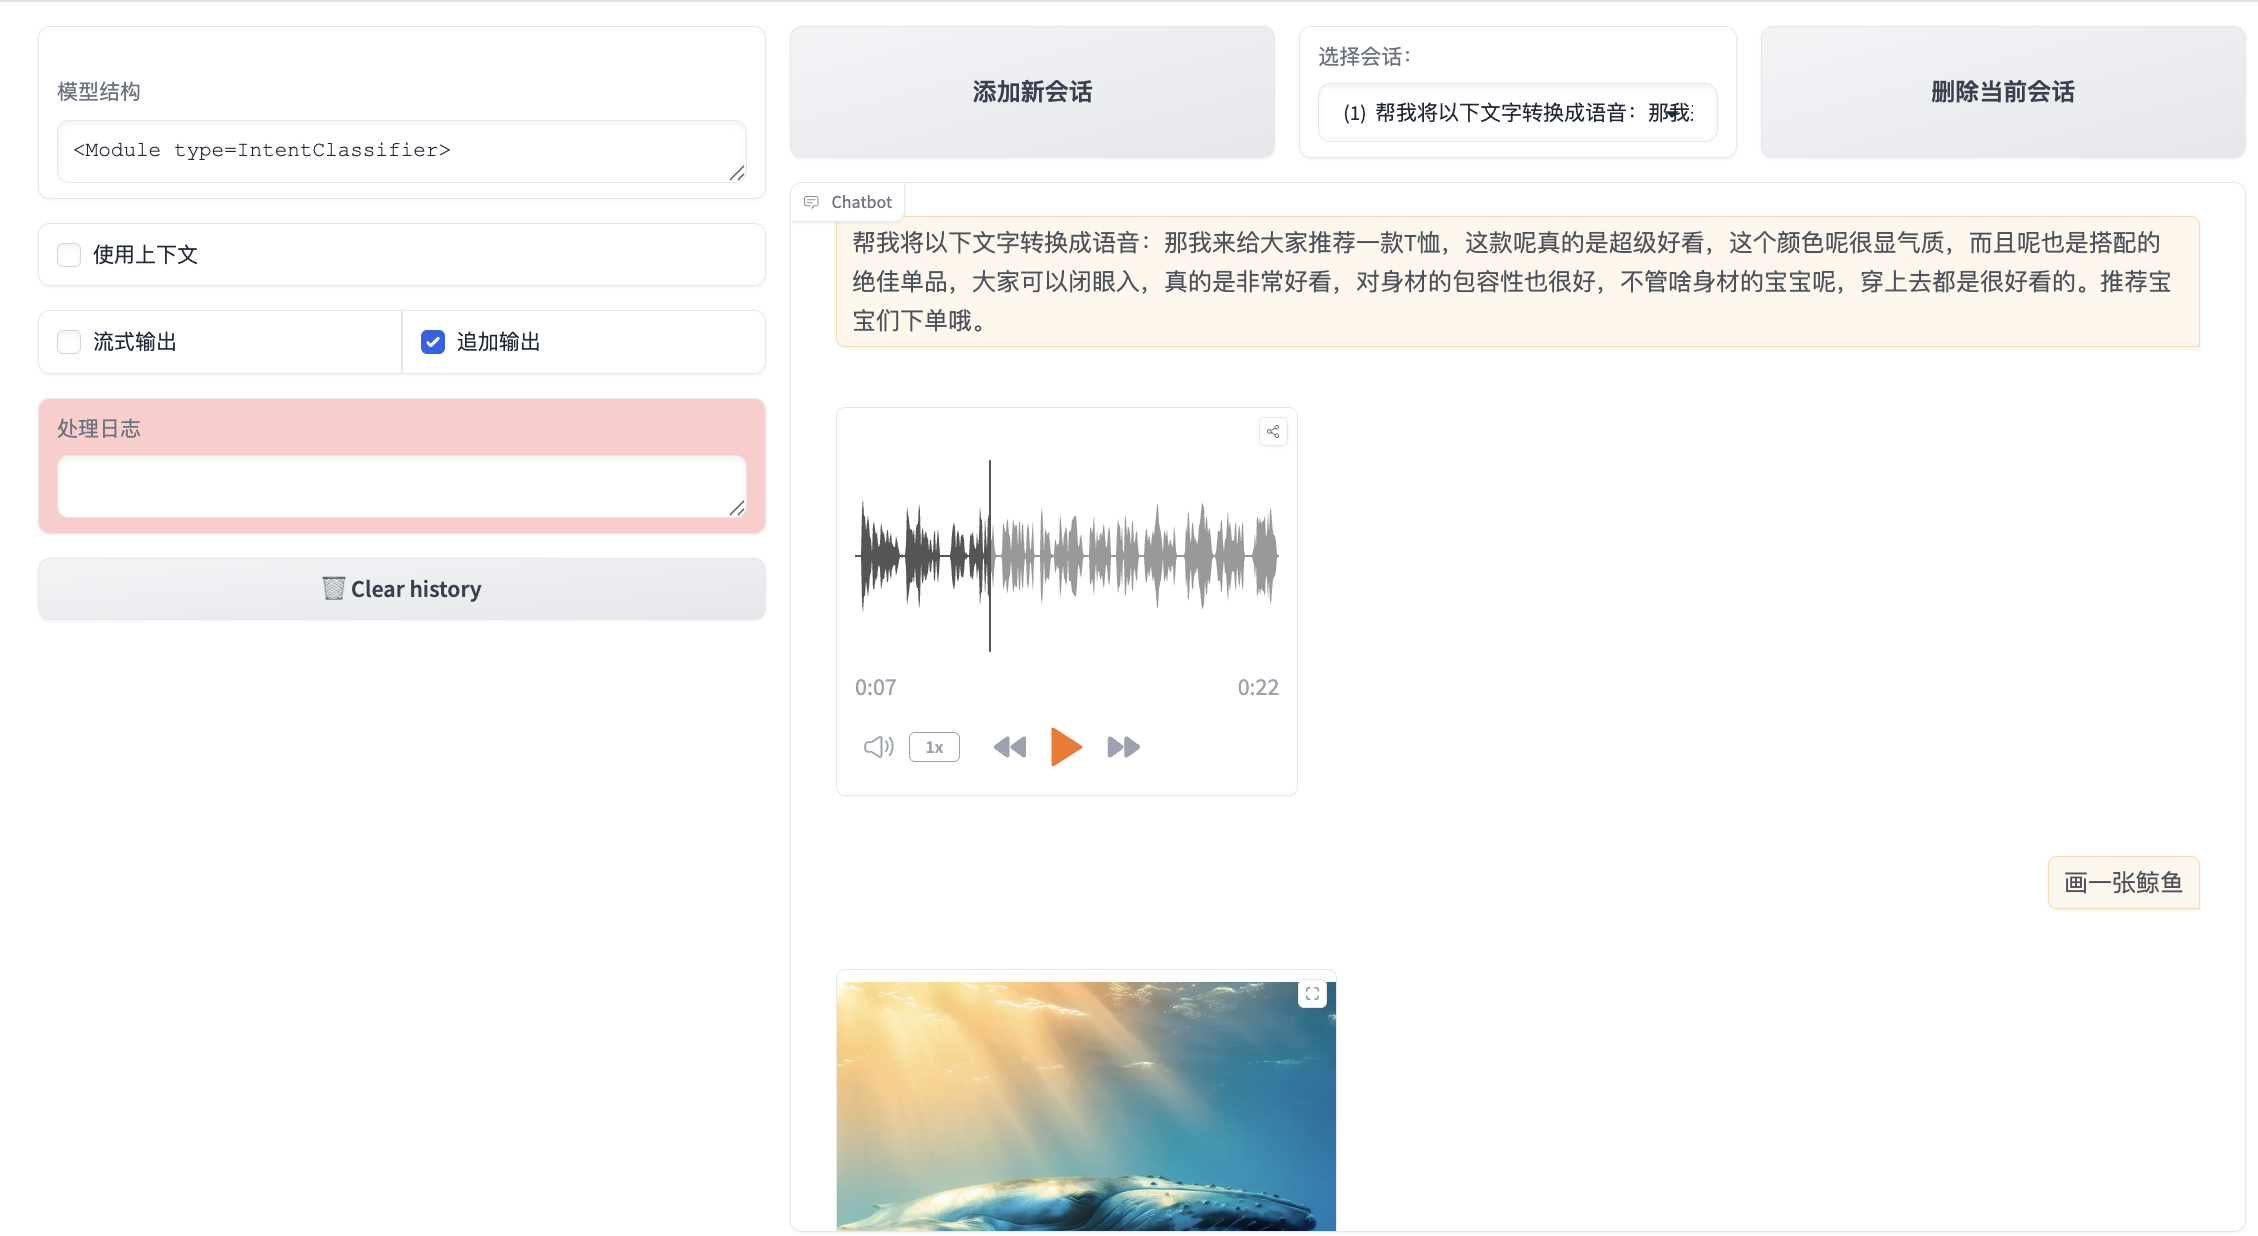 模型结构
<Module type=IntentClassifier>
使用上下文
流式输出
追加输出
处理日志
Clear history
添加新会话
选择会话：
(1) 帮我将以下文字转换成语音：那我
删除当前会话
Chatbot
帮我将以下文字转换成语音：那我来给大家推荐一款T恤，这款呢真的是超级好看，这个颜色呢很显气质，而且呢也是搭配的
绝佳单品，大家可以闭眼入，真的是非常好看，对身材的包容性也很好，不管啥身材的宝宝呢，穿上去都是很好看的。推荐宝
宝们下单哦。
0:07
0:22
1x
画一张鲸鱼